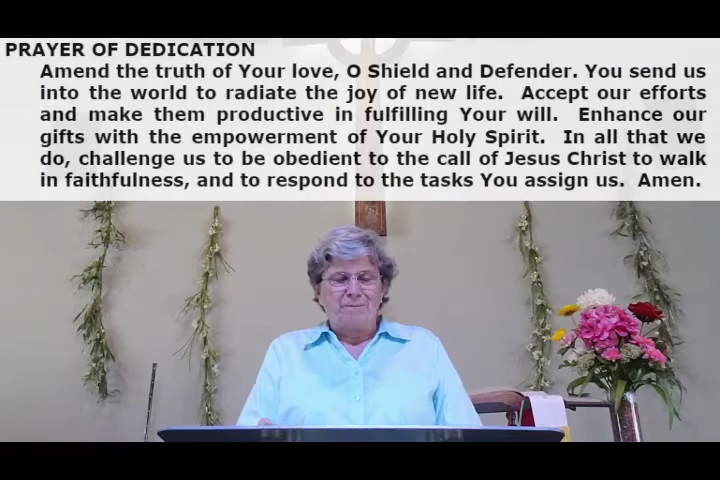 PRAYER OF DEDICATION
Amend the truth of Your love, O Shield and Defender. You send us
into the world to radiate the joy of new life. Accept our efforts
and make them productive in fulfilling Your will. Enhance our
gifts with the empowerment of Your Holy Spirit. In all that we
do, challenge us to be obedient to the call of Jesus Christ to walk
in faithfulness, and to respond to the tasks You assign us. Amen.